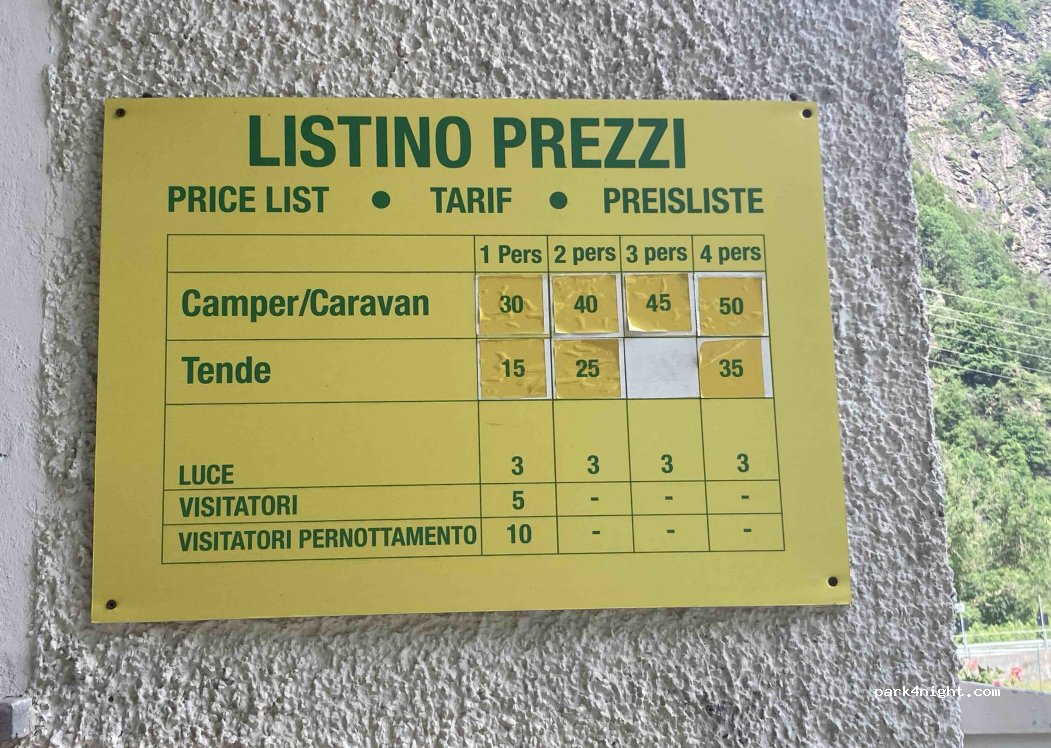 LISTINO PREZZI
PRICE LIST • TARIF • PREISLISTE
1 Pers 2 pers 3 pers 4 pers
Camper/Caravan 30 40 45 50
Tende 15 25 35
LUCE 3 3 3 3
VISITATORI 5 - - -
VISITATORI PERNOTTAMENTO 10 - - -
park4night.com